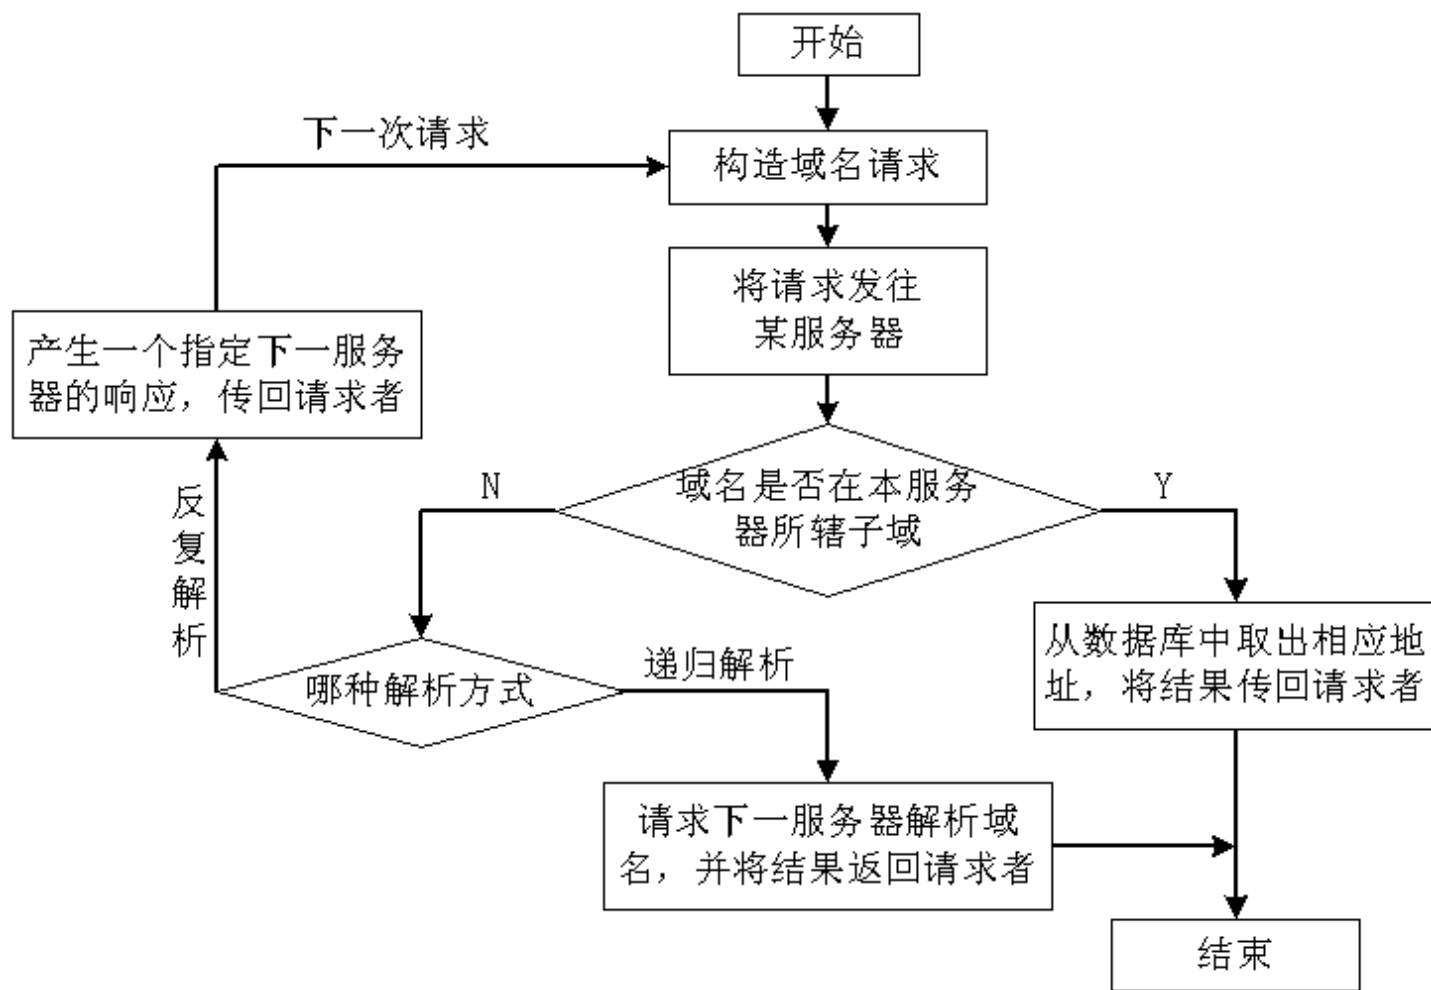 开始
下一次请求
构造域名请求
将请求发往
某服务器
产生一个指定下一服务
器的响应，传回请求者
N
域名是否在本服务
器所辖子域
Y
反
复
解
析
哪种解析方式
递归解析
从数据库中取出相应地
址，将结果传回请求者
请求下一服务器解析域
名，并将结果返回请求者
结束